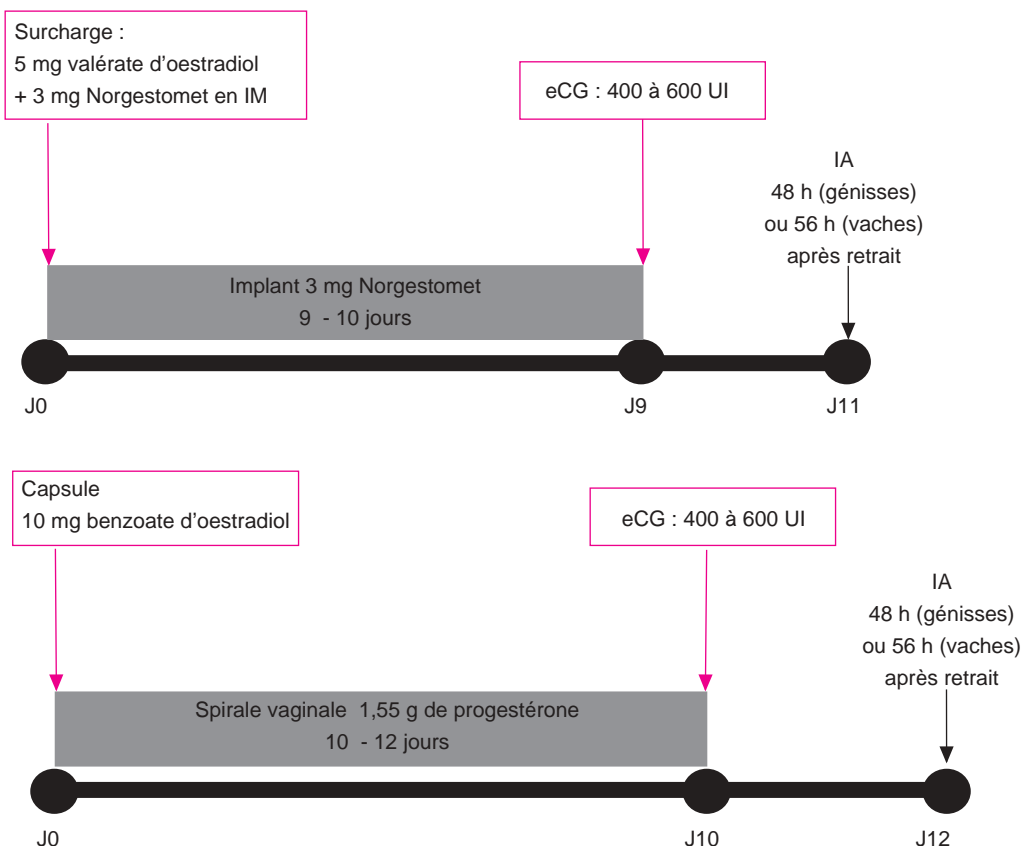 Surcharge :
5 mg valérate d'oestradiol
+ 3 mg Norgestomet en IM
eCG : 400 à 600 UI
IA
48 h (génisses)
ou 56 h (vaches)
après retrait
Implant 3 mg Norgestomet
9 - 10 jours
J0
J9
J11
Capsule
10 mg benzoate d'oestradiol
eCG : 400 à 600 UI
IA
48 h (génisses)
ou 56 h (vaches)
après retrait
Spirale vaginale 1,55 g de progestérone
10 - 12 jours
J0
J10
J12